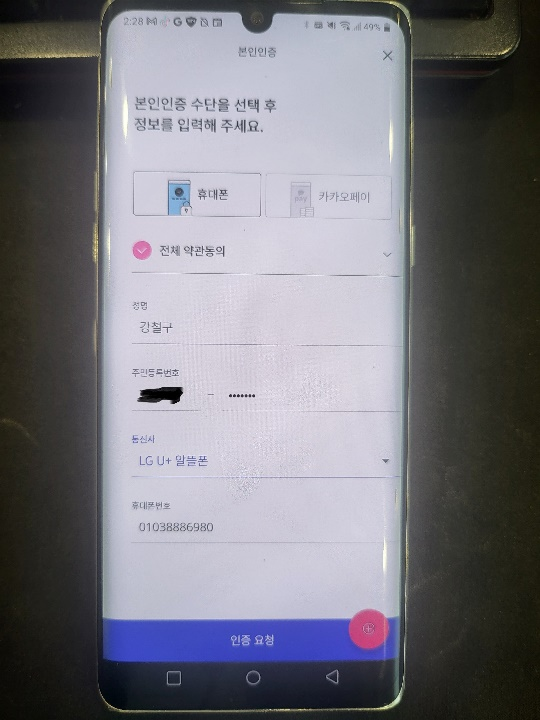 2:28
49%
본인인증
본인인증 수단을 선택 후
정보를 입력해 주세요.
휴대폰
pay 카카오페이
전체 약관동의
성명
강철구
주민등록번호
– •••••••
통신사
LG U+ 알뜰폰
휴대폰번호
01038886980
인증 요청